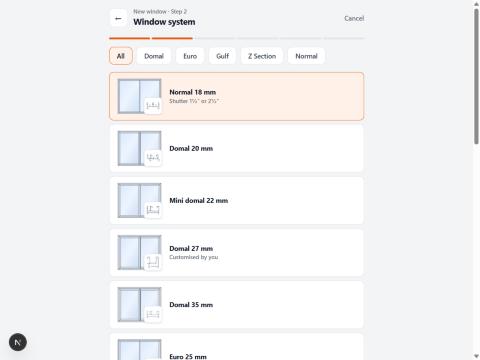 ←
New window · Step 2
Window system
Cancel
All
Domal
Euro
Gulf
Z Section
Normal
Normal 18 mm
Shutter 1½″ or 2½″
Domal 20 mm
Mini domal 22 mm
Domal 27 mm
Customised by you
Domal 35 mm
Euro 25 mm
N